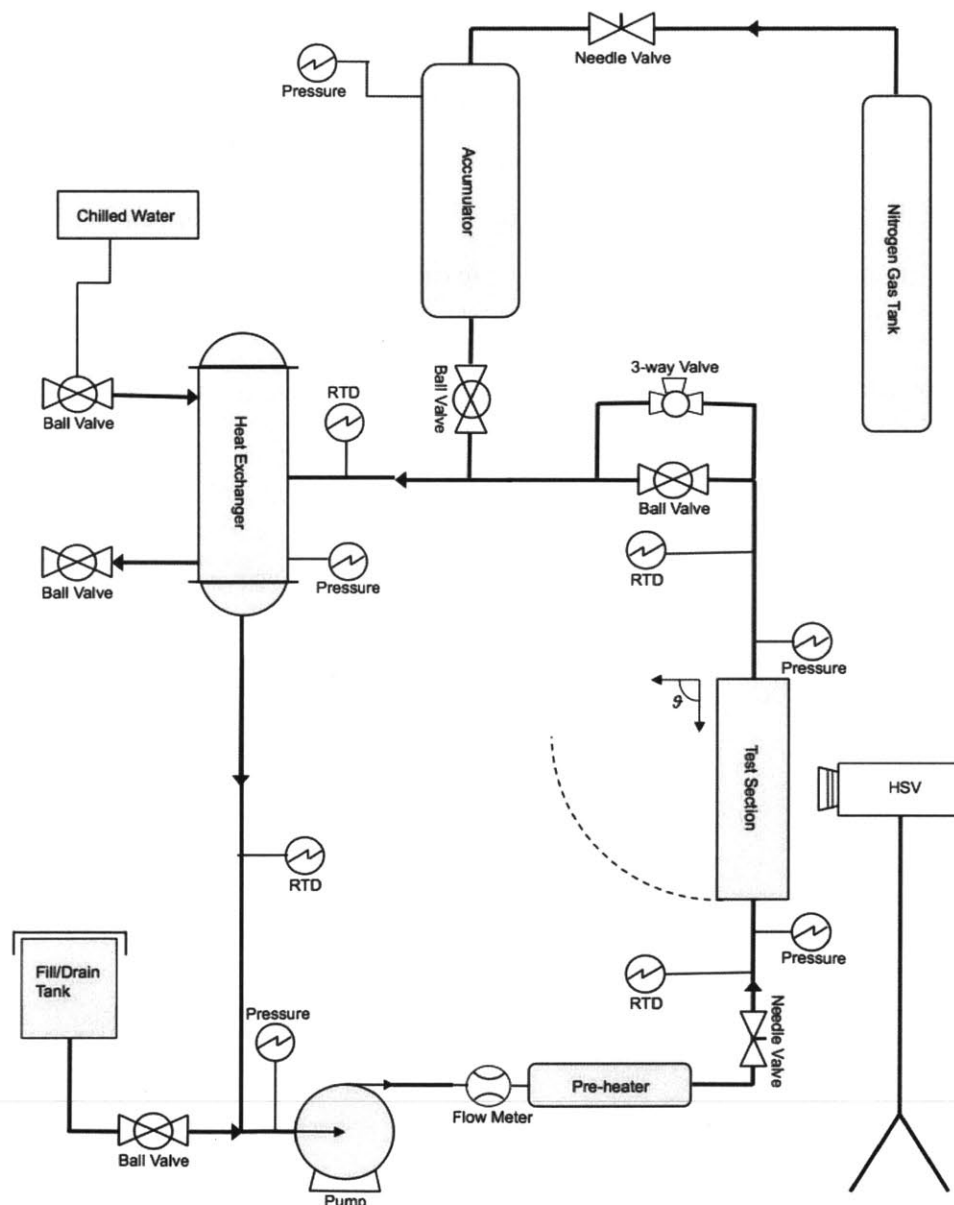 Needle Valve
Pressure
Accumulator
Nitrogen Gas Tank
Chilled Water
Ball Valve
3-way Valve
RTD
Ball Valve
Heat Exchanger
Ball Valve
RTD
Ball Valve
Pressure
Pressure
ϑ
Test Section
HSV
RTD
Fill/Drain
Tank
Pressure
RTD
Pressure
Needle Valve
Pre-heater
Flow Meter
Ball Valve
Pump